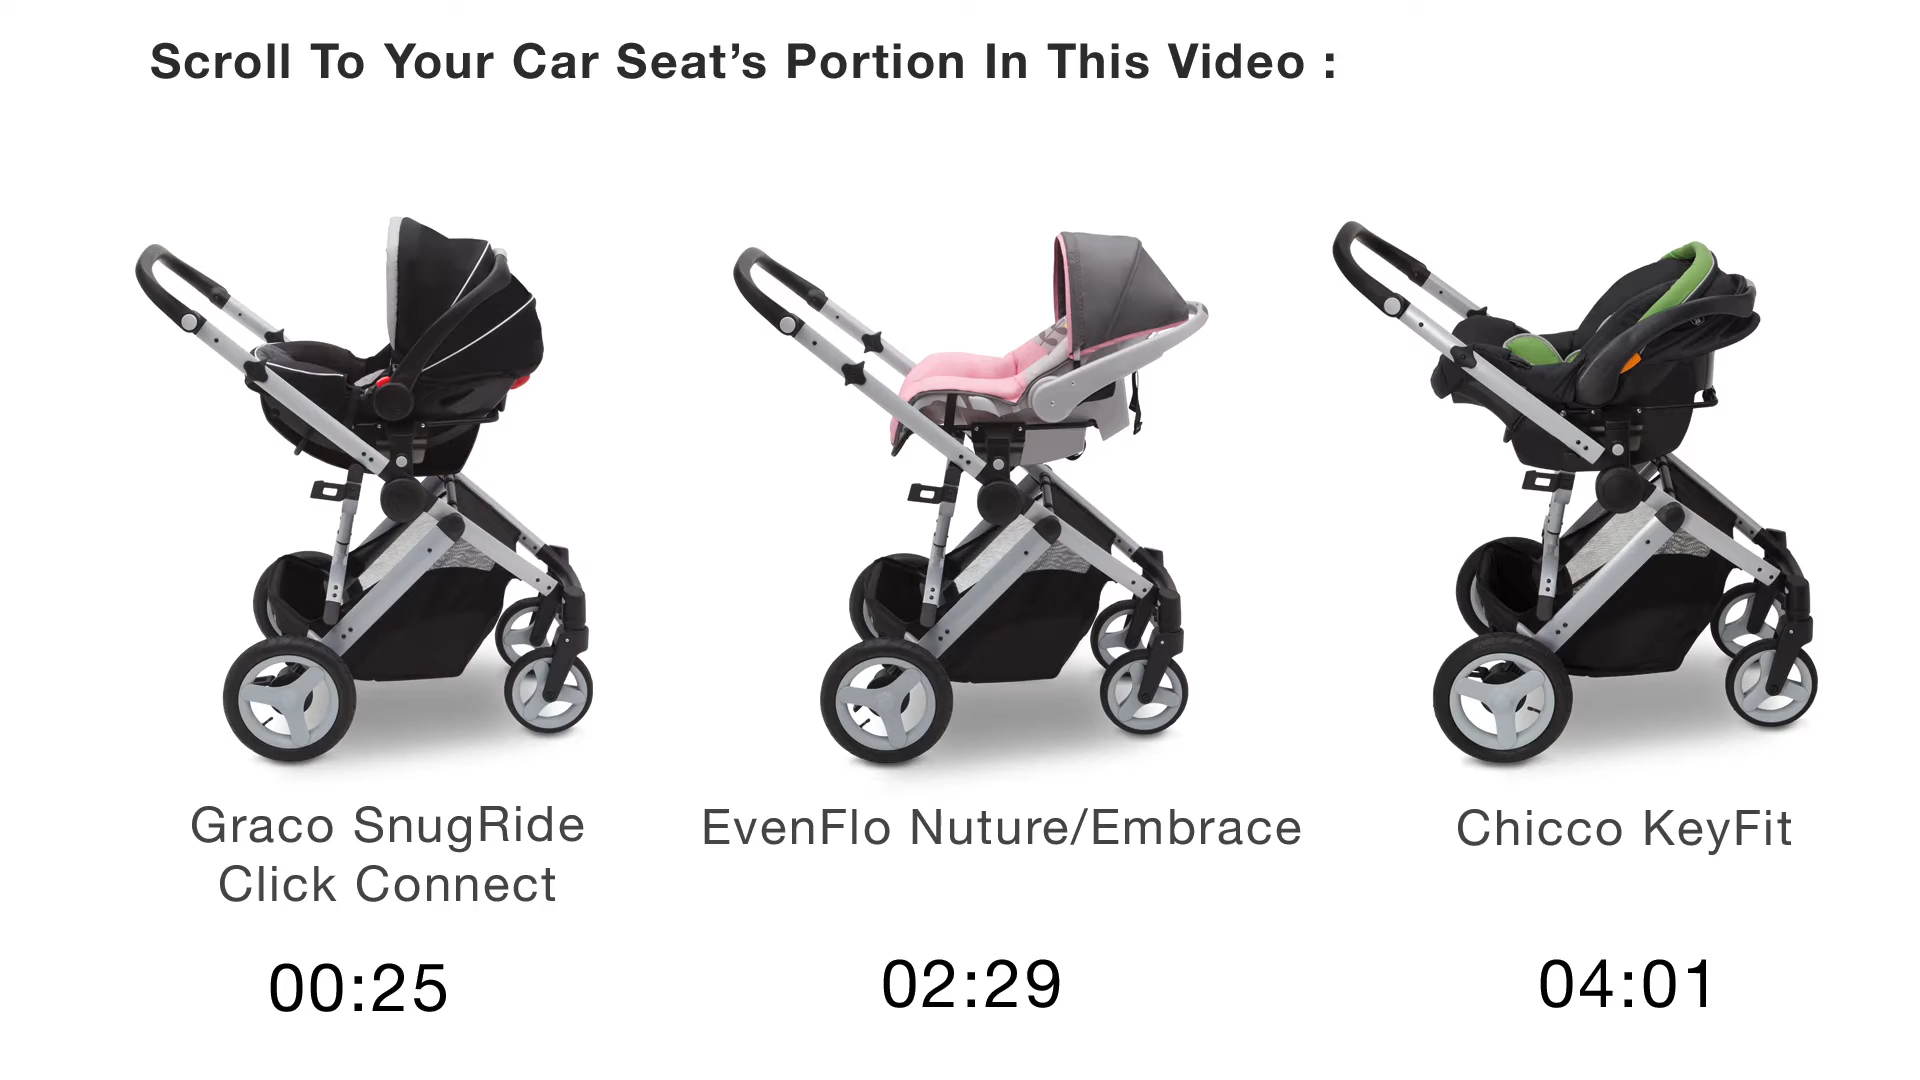 Scroll To Your Car Seat’s Portion In This Video :
Graco SnugRide
Click Connect
00:25
EvenFlo Nuture/Embrace
02:29
Chicco KeyFit
04:01